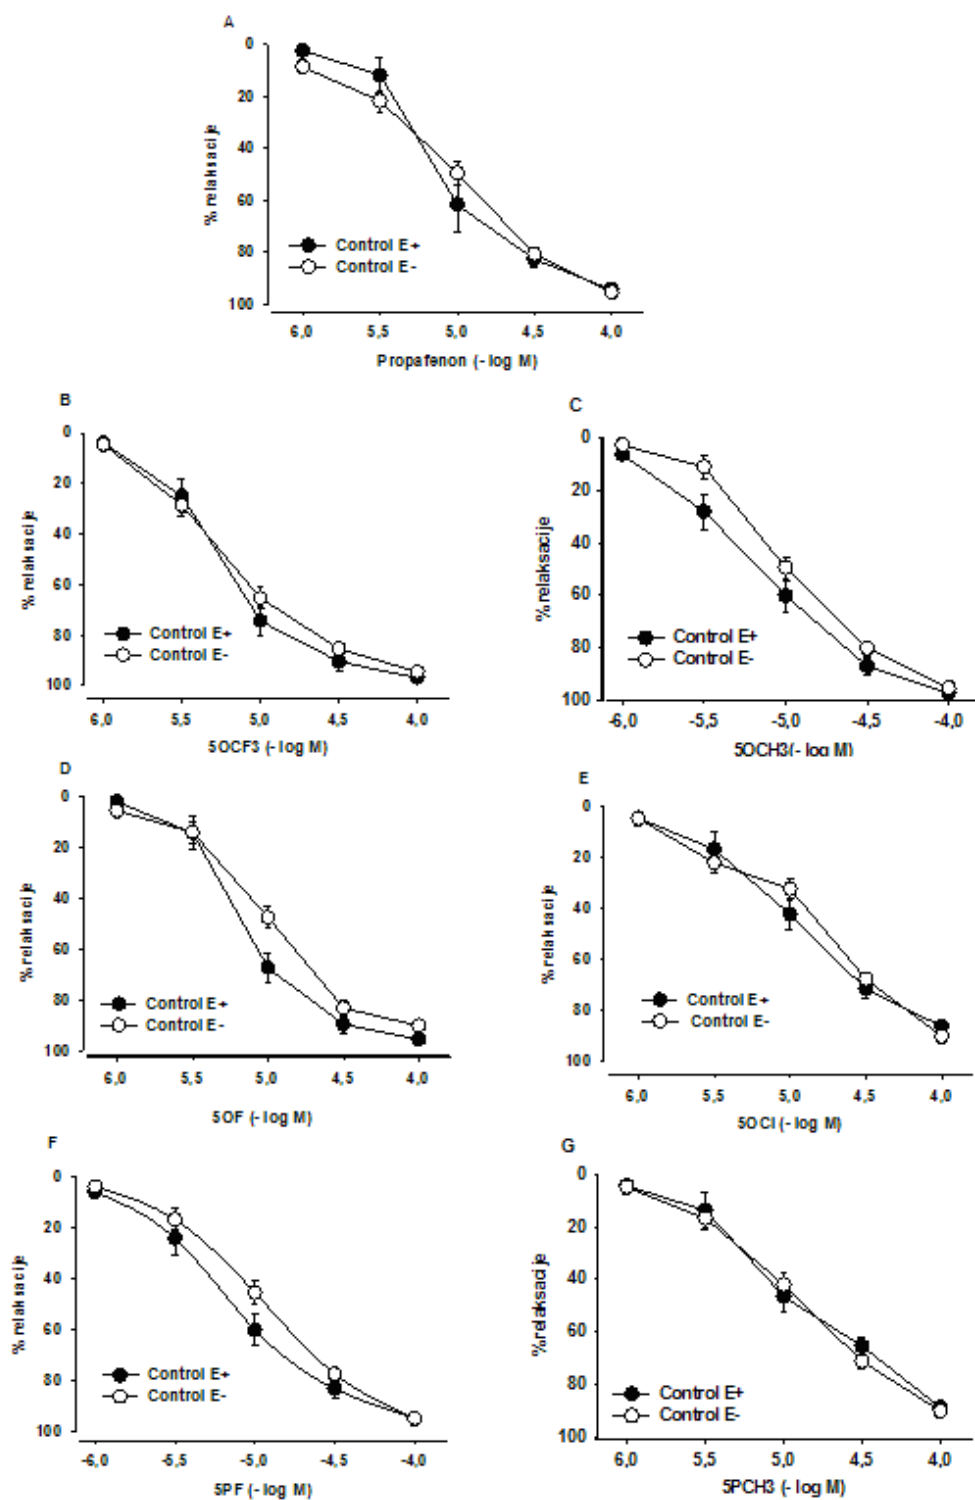 A
0
20
40
60
80
100
% relaksacije
Control E+
Control E-
6,0 5,5 5,0 4,5 4,0
Propafenon (- log M)
B
0
20
40
60
80
100
% relaksacije
Control E+
Control E-
6,0 5,5 5,0 4,5 4,0
5OCF3 (- log M)
C
0
20
40
60
80
100
% relaksacije
Control E+
Control E-
-6,0 -5,5 -5,0 -4,5 -4,0
5OCH3(- log M)
D
0
20
40
60
80
100
% relaksacije
Control E+
Control E-
6,0 5,5 5,0 4,5 4,0
5OF (- log M)
E
0
20
40
60
80
100
% relaksacije
Control E+
Control E-
6,0 5,5 5,0 4,5 4,0
5OCl (- log M)
F
0
20
40
60
80
100
% relaksacije
Control E+
Control E-
-6,0 -5,5 -5,0 -4,5 -4,0
5PF (- log M)
G
0
20
40
60
80
100
% relaksacije
Control E+
Control E-
6,0 5,5 5,0 4,5 4,0
5PCH3 (- log M)